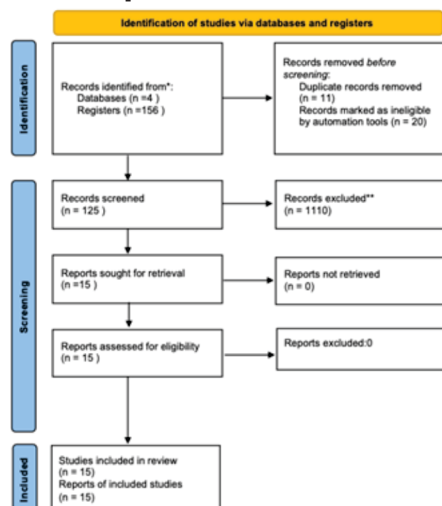 Identification of studies via databases and registers
Identification
Records identified from*:
Databases (n =4 )
Registers (n =156 )
Records removed before
screening:
Duplicate records removed
(n = 11)
Records marked as ineligible
by automation tools (n = 20)
Screening
Records screened
(n = 125 )
Records excluded**
(n = 1110)
Reports sought for retrieval
(n =15 )
Reports not retrieved
(n = 0)
Reports assessed for eligibility
(n = 15 )
Reports excluded:0
Included
Studies included in review
(n = 15)
Reports of included studies
(n = 15)